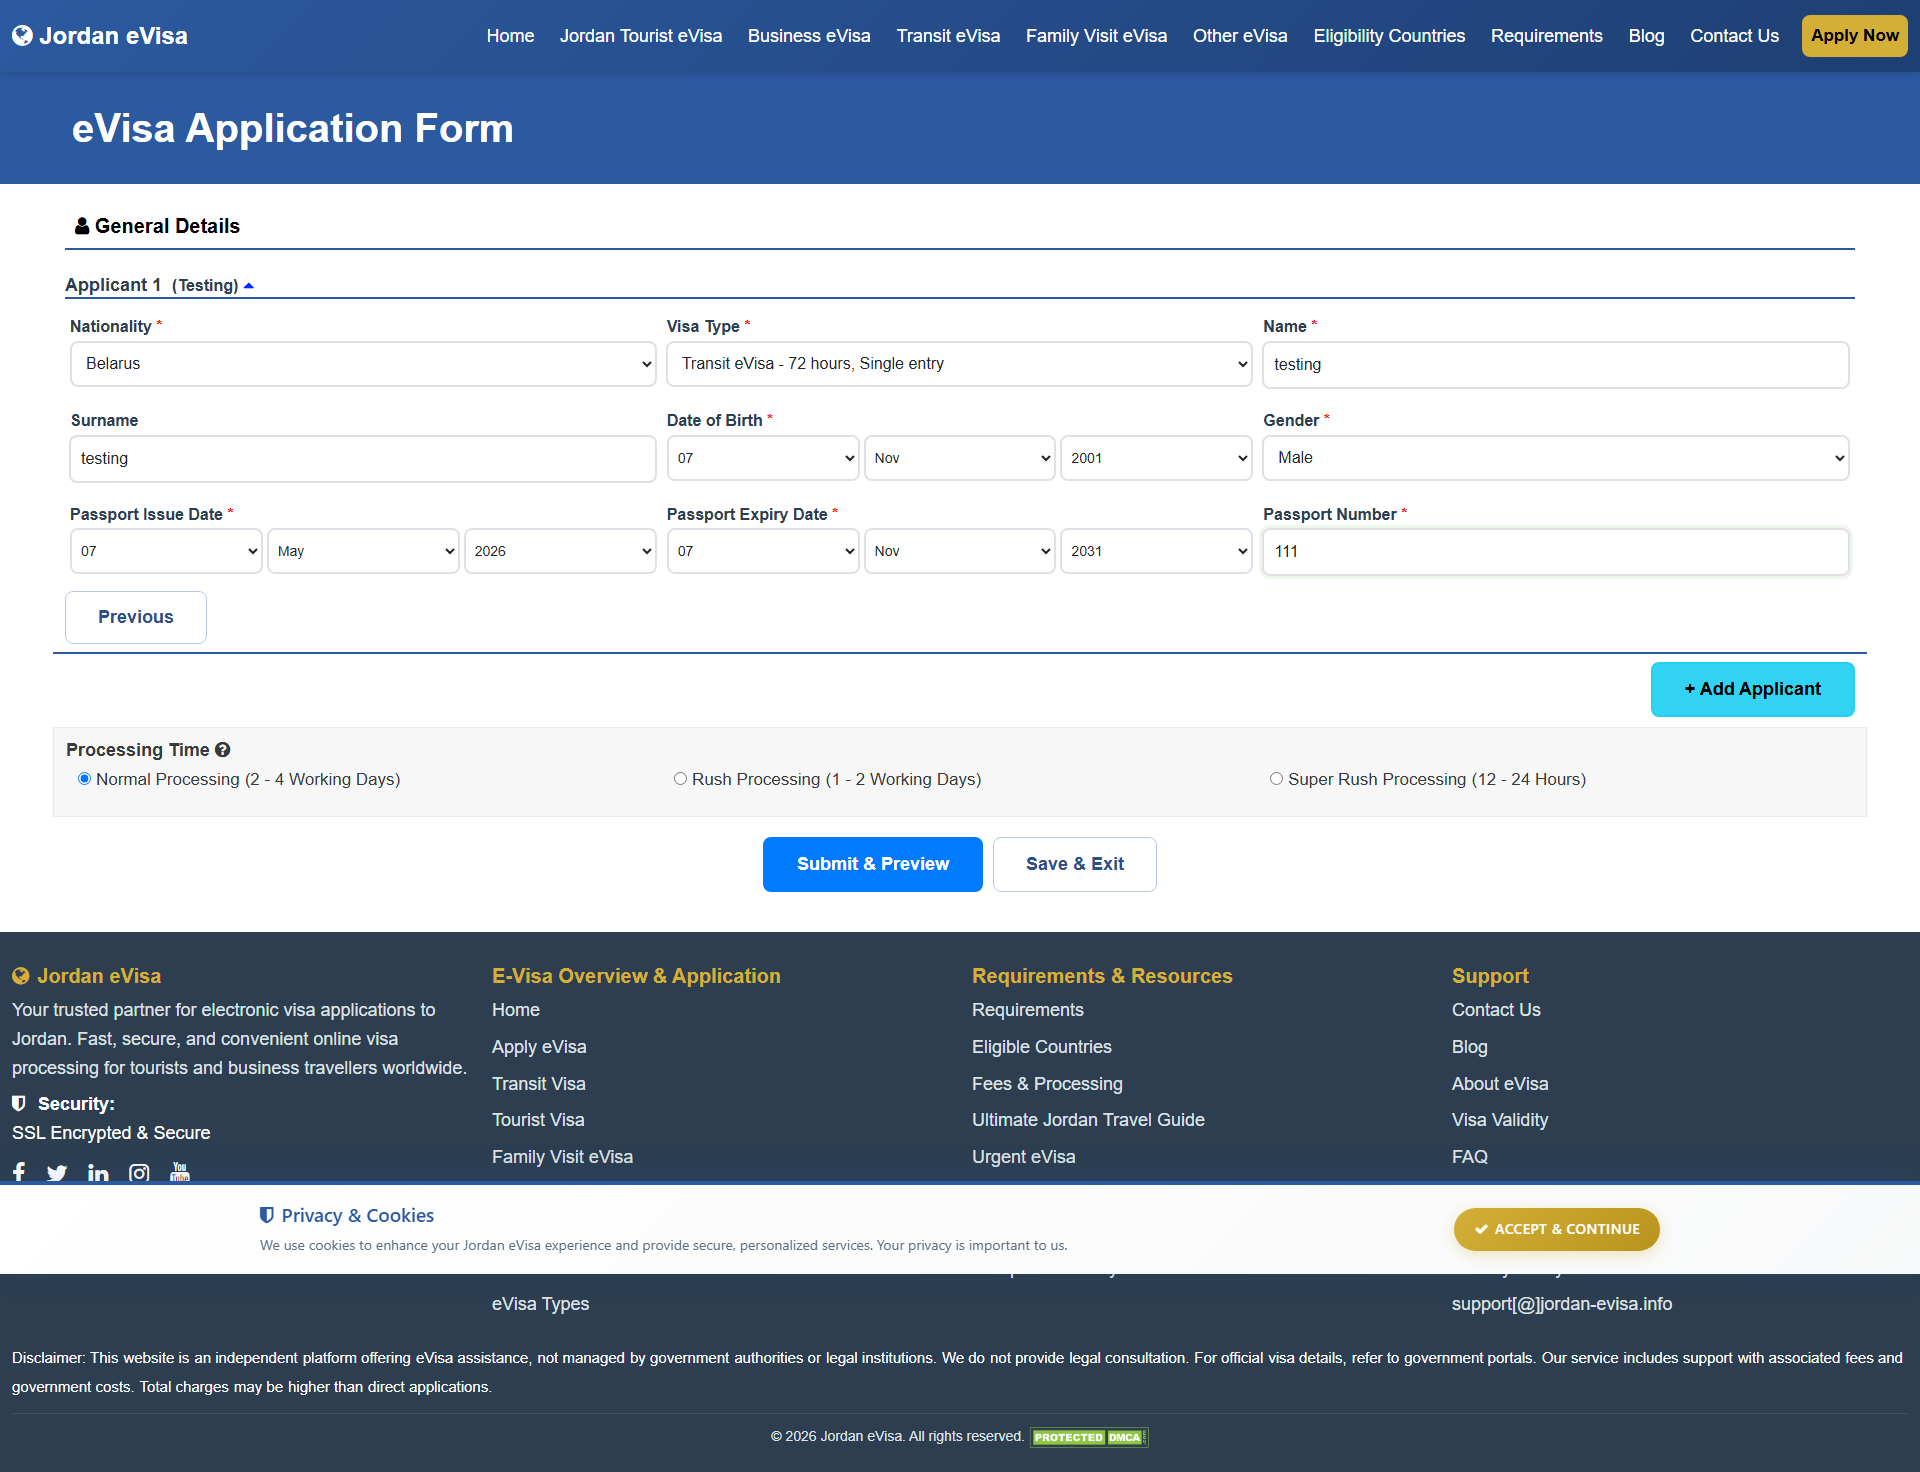 Jordan eVisa
Home Jordan Tourist eVisa Business eVisa Transit eVisa Family Visit eVisa Other eVisa Eligibility Countries Requirements Blog Contact Us Apply Now
eVisa Application Form
General Details
Applicant 1 (Testing)
Nationality * Visa Type * Name *
Belarus Transit eVisa - 72 hours, Single entry testing
Surname Date of Birth * Gender *
testing 07 Nov 2001 Male
Passport Issue Date * Passport Expiry Date * Passport Number *
07 May 2026 07 Nov 2031 111
Previous
+ Add Applicant
Processing Time
Normal Processing (2 - 4 Working Days) Rush Processing (1 - 2 Working Days) Super Rush Processing (12 - 24 Hours)
Submit & Preview Save & Exit
Jordan eVisa
Your trusted partner for electronic visa applications to
Jordan. Fast, secure, and convenient online visa
processing for tourists and business travellers worldwide.
Security:
SSL Encrypted & Secure
E-Visa Overview & Application
Home
Apply eVisa
Transit Visa
Tourist Visa
Family Visit eVisa
Requirements & Resources
Requirements
Eligible Countries
Fees & Processing
Ultimate Jordan Travel Guide
Urgent eVisa
Support
Contact Us
Blog
About eVisa
Visa Validity
FAQ
Privacy & Cookies
We use cookies to enhance your Jordan eVisa experience and provide secure, personalized services. Your privacy is important to us.
ACCEPT & CONTINUE
eVisa Types
support[@]jordan-evisa.info
Disclaimer: This website is an independent platform offering eVisa assistance, not managed by government authorities or legal institutions. We do not provide legal consultation. For official visa details, refer to government portals. Our service includes support with associated fees and
government costs. Total charges may be higher than direct applications.
© 2026 Jordan eVisa. All rights reserved. PROTECTED DMCA